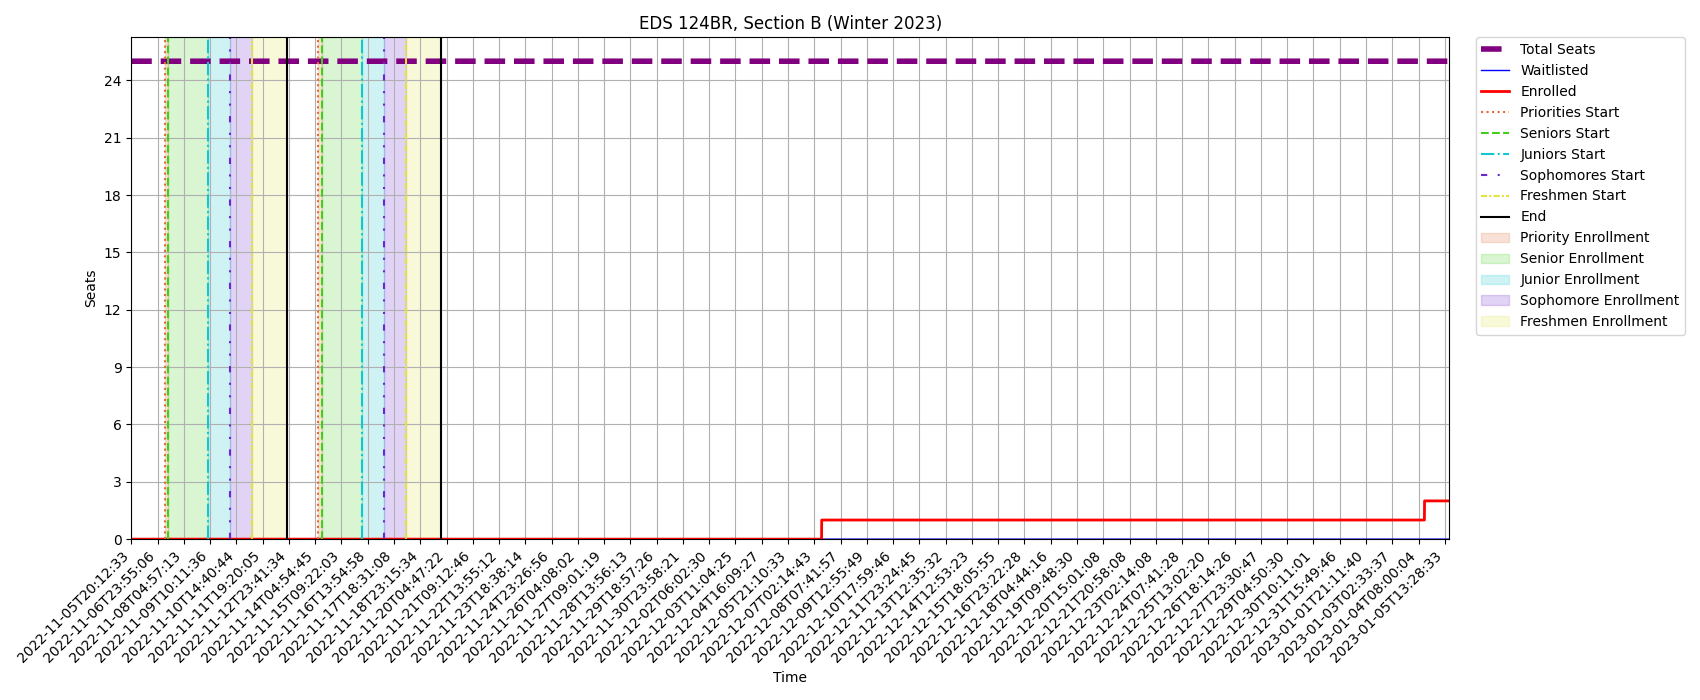 EDS 124BR, Section B (Winter 2023)
Total Seats
Waitlisted
Enrolled
Priorities Start
Seniors Start
Juniors Start
Sophomores Start
Freshmen Start
End
Priority Enrollment
Senior Enrollment
Junior Enrollment
Sophomore Enrollment
Freshmen Enrollment
Seats
24
21
18
15
12
9
6
3
0
2022-11-05T20:12:33
2022-11-06T23:55:06
2022-11-08T04:57:13
2022-11-09T10:11:36
2022-11-10T14:40:44
2022-11-11T19:20:05
2022-11-12T23:41:34
2022-11-14T04:54:45
2022-11-15T09:22:03
2022-11-16T13:54:58
2022-11-17T18:31:08
2022-11-18T23:15:34
2022-11-20T04:47:22
2022-11-21T09:12:46
2022-11-22T13:55:12
2022-11-23T18:38:14
2022-11-24T23:26:56
2022-11-26T04:08:02
2022-11-27T09:01:19
2022-11-28T13:56:13
2022-11-29T18:57:26
2022-11-30T23:58:21
2022-12-02T06:02:30
2022-12-03T11:04:25
2022-12-04T16:09:27
2022-12-05T21:10:33
2022-12-07T02:14:43
2022-12-08T07:41:57
2022-12-09T12:55:49
2022-12-10T17:59:46
2022-12-11T23:24:45
2022-12-13T12:35:32
2022-12-14T12:53:23
2022-12-15T18:05:55
2022-12-16T23:22:28
2022-12-18T04:44:16
2022-12-19T09:48:30
2022-12-20T15:01:08
2022-12-21T20:58:09
2022-12-23T02:14:08
2022-12-24T07:41:28
2022-12-25T13:02:20
2022-12-26T18:14:26
2022-12-27T23:30:47
2022-12-29T04:50:30
2022-12-30T10:11:01
2022-12-31T15:49:46
2023-01-01T21:11:40
2023-01-03T02:33:37
2023-01-04T08:00:04
2023-01-05T13:28:33
Time